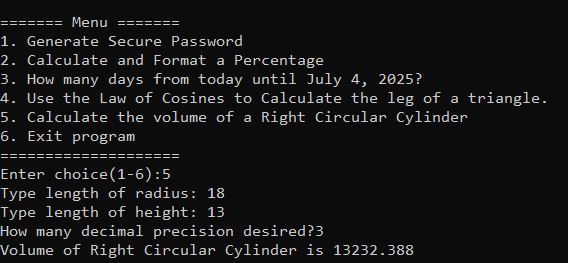 ======= Menu =======
1. Generate Secure Password
2. Calculate and Format a Percentage
3. How many days from today until July 4, 2025?
4. Use the Law of Cosines to Calculate the leg of a triangle.
5. Calculate the volume of a Right Circular Cylinder
6. Exit program
====================
Enter choice(1-6):5
Type length of radius: 18
Type length of height: 13
How many decimal precision desired?3
Volume of Right Circular Cylinder is 13232.388